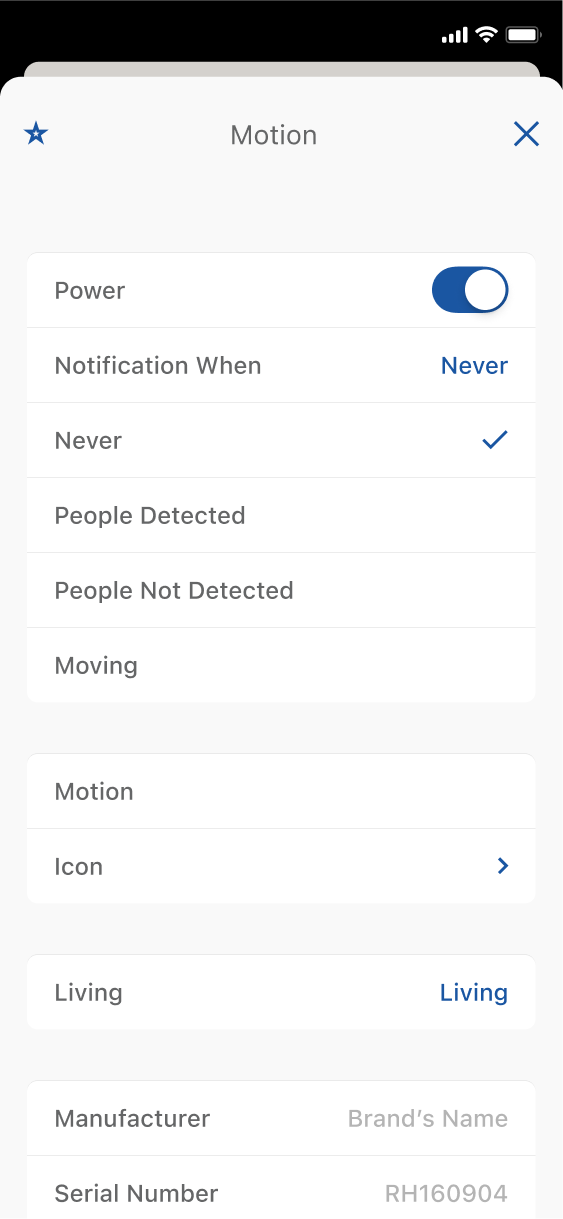 Motion
Power
Notification When Never
Never
People Detected
People Not Detected
Moving
Motion
Icon
Living Living
Manufacturer Brand’s Name
Serial Number RH160904